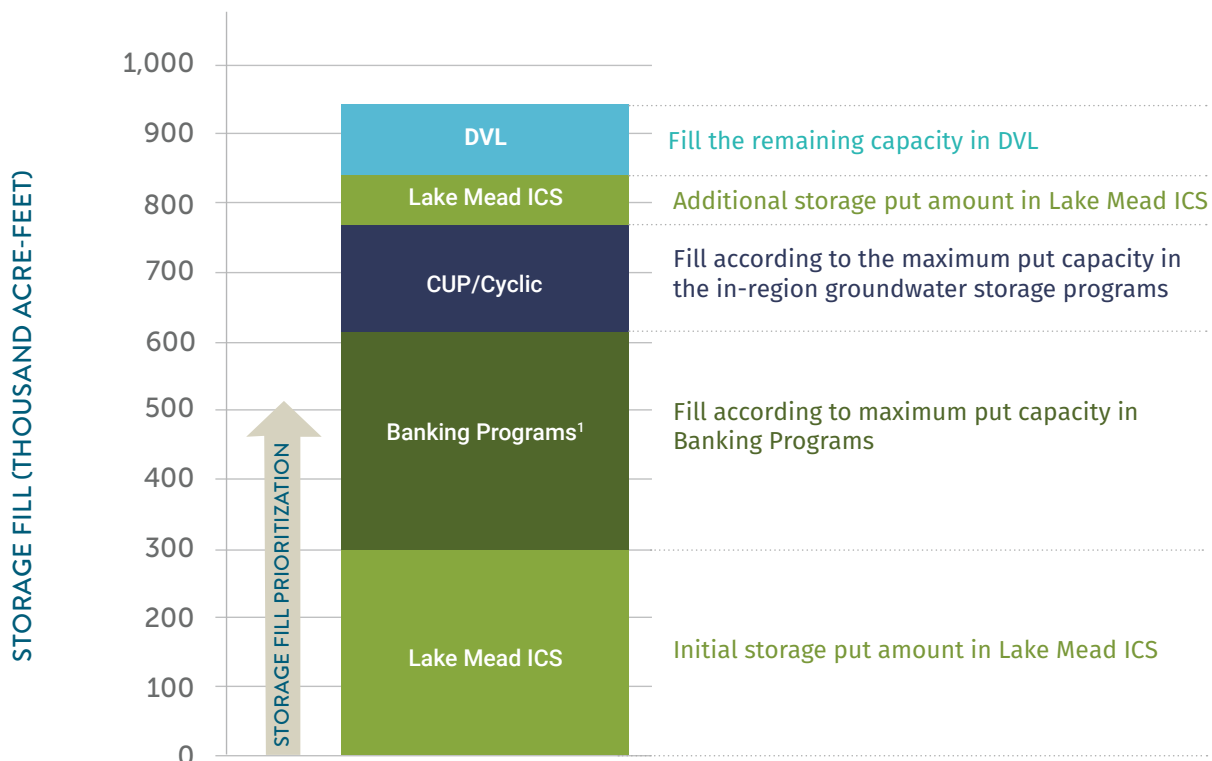 STORAGE FILL (THOUSAND ACRE-FEET)
1,000
900
800
700
600
500
400
300
200
100
0
STORAGE FILL PRIORITIZATION
DVL
Fill the remaining capacity in DVL
Lake Mead ICS
Additional storage put amount in Lake Mead ICS
CUP/Cyclic
Fill according to the maximum put capacity in
the in-region groundwater storage programs
Banking Programs¹
Fill according to maximum put capacity in
Banking Programs
Lake Mead ICS
Initial storage put amount in Lake Mead ICS